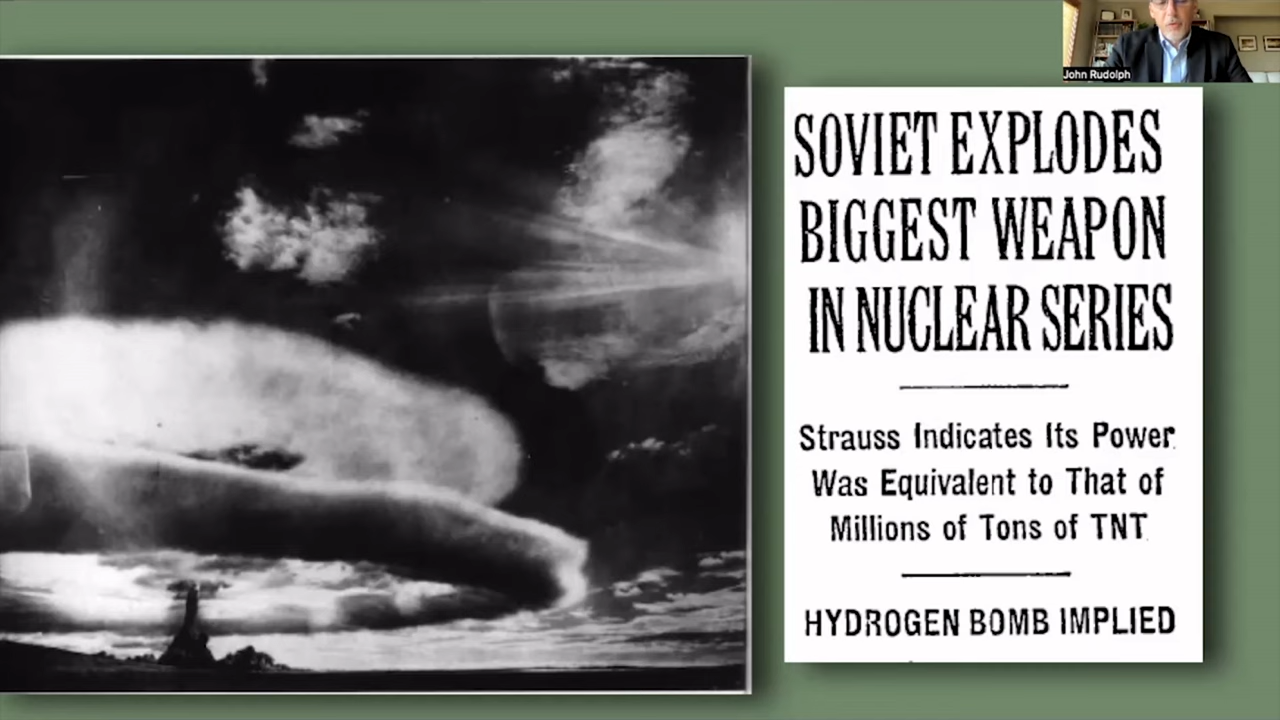 John Rudolph
SOVIET EXPLODES
BIGGEST WEAPON
IN NUCLEAR SERIES
Strauss Indicates Its Power
Was Equivalent to That of
Millions of Tons of TNT
HYDROGEN BOMB IMPLIED